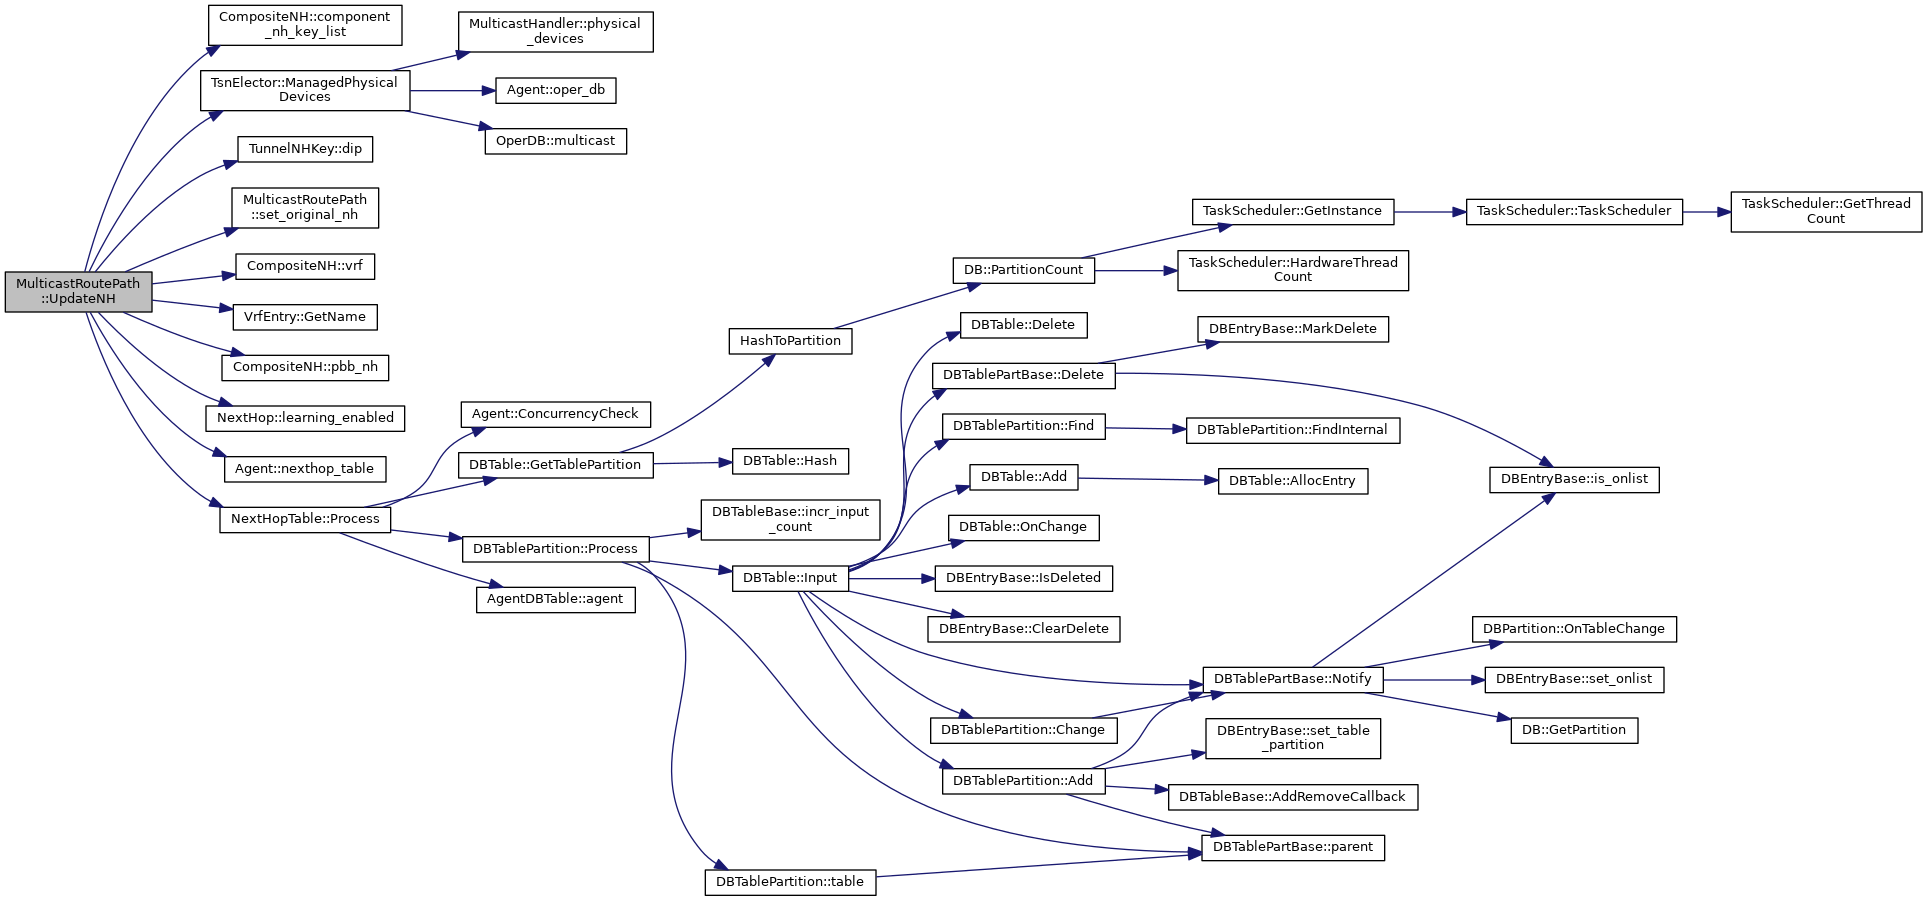 MulticastRoutePath
::UpdateNH
CompositeNH::component
_nh_key_list
TsnElector::ManagedPhysical
Devices
TunnelNHKey::dip
MulticastRoutePath
::set_original_nh
CompositeNH::vrf
VrfEntry::GetName
CompositeNH::pbb_nh
NextHop::learning_enabled
Agent::nexthop_table
NextHopTable::Process
MulticastHandler::physical
_devices
Agent::oper_db
OperDB::multicast
Agent::ConcurrencyCheck
DBTable::GetTablePartition
DBTablePartition::Process
AgentDBTable::agent
HashToPartition
DBTable::Hash
DBTableBase::incr_input
_count
DBTable::Input
DBTablePartition::table
DB::PartitionCount
DBTable::Delete
DBTablePartBase::Delete
DBTablePartition::Find
DBTable::Add
DBTable::OnChange
DBEntryBase::IsDeleted
DBEntryBase::ClearDelete
DBTablePartition::Change
DBTablePartition::Add
TaskScheduler::GetInstance
TaskScheduler::HardwareThread
Count
DBEntryBase::MarkDelete
DBTablePartition::FindInternal
DBTable::AllocEntry
DBTablePartBase::Notify
DBEntryBase::set_table
_partition
DBTableBase::AddRemoveCallback
DBTablePartBase::parent
TaskScheduler::TaskScheduler
DBEntryBase::is_onlist
DBPartition::OnTableChange
DBEntryBase::set_onlist
DB::GetPartition
TaskScheduler::GetThread
Count